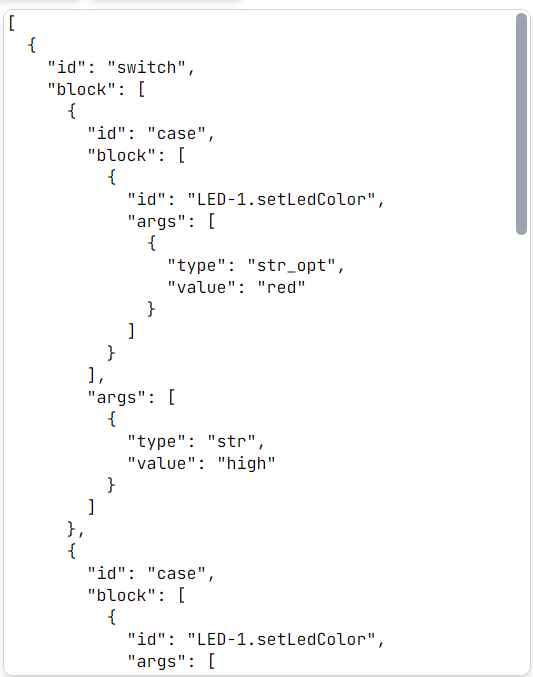 [
  {
    "id": "switch",
    "block": [
      {
        "id": "case",
        "block": [
          {
            "id": "LED-1.setLedColor",
            "args": [
              {
                "type": "str_opt",
                "value": "red"
              }
            ]
          }
        ],
        "args": [
          {
            "type": "str",
            "value": "high"
          }
        ]
      },
      {
        "id": "case",
        "block": [
          {
            "id": "LED-1.setLedColor",
            "args": [